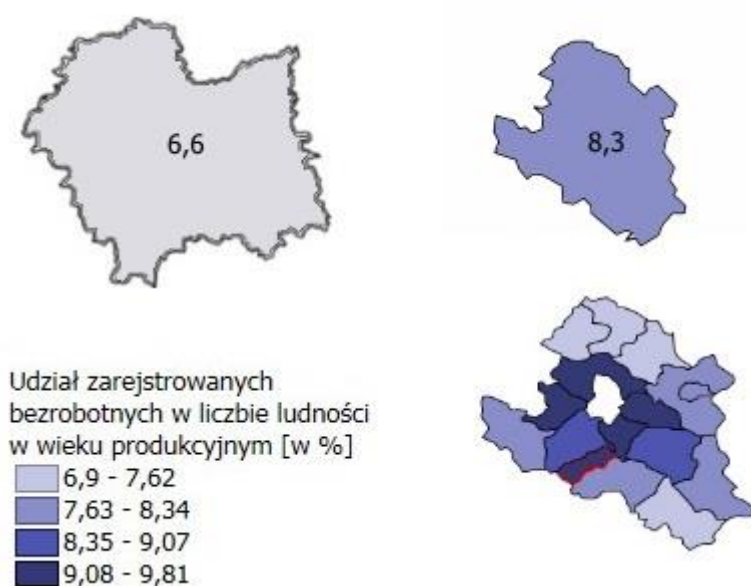 6,6
8,3
Udział zarejstrowanych
bezrobotnych w liczbie ludności
w wieku produkcyjnym [w %]
6,9 - 7,62
7,63 - 8,34
8,35 - 9,07
9,08 - 9,81